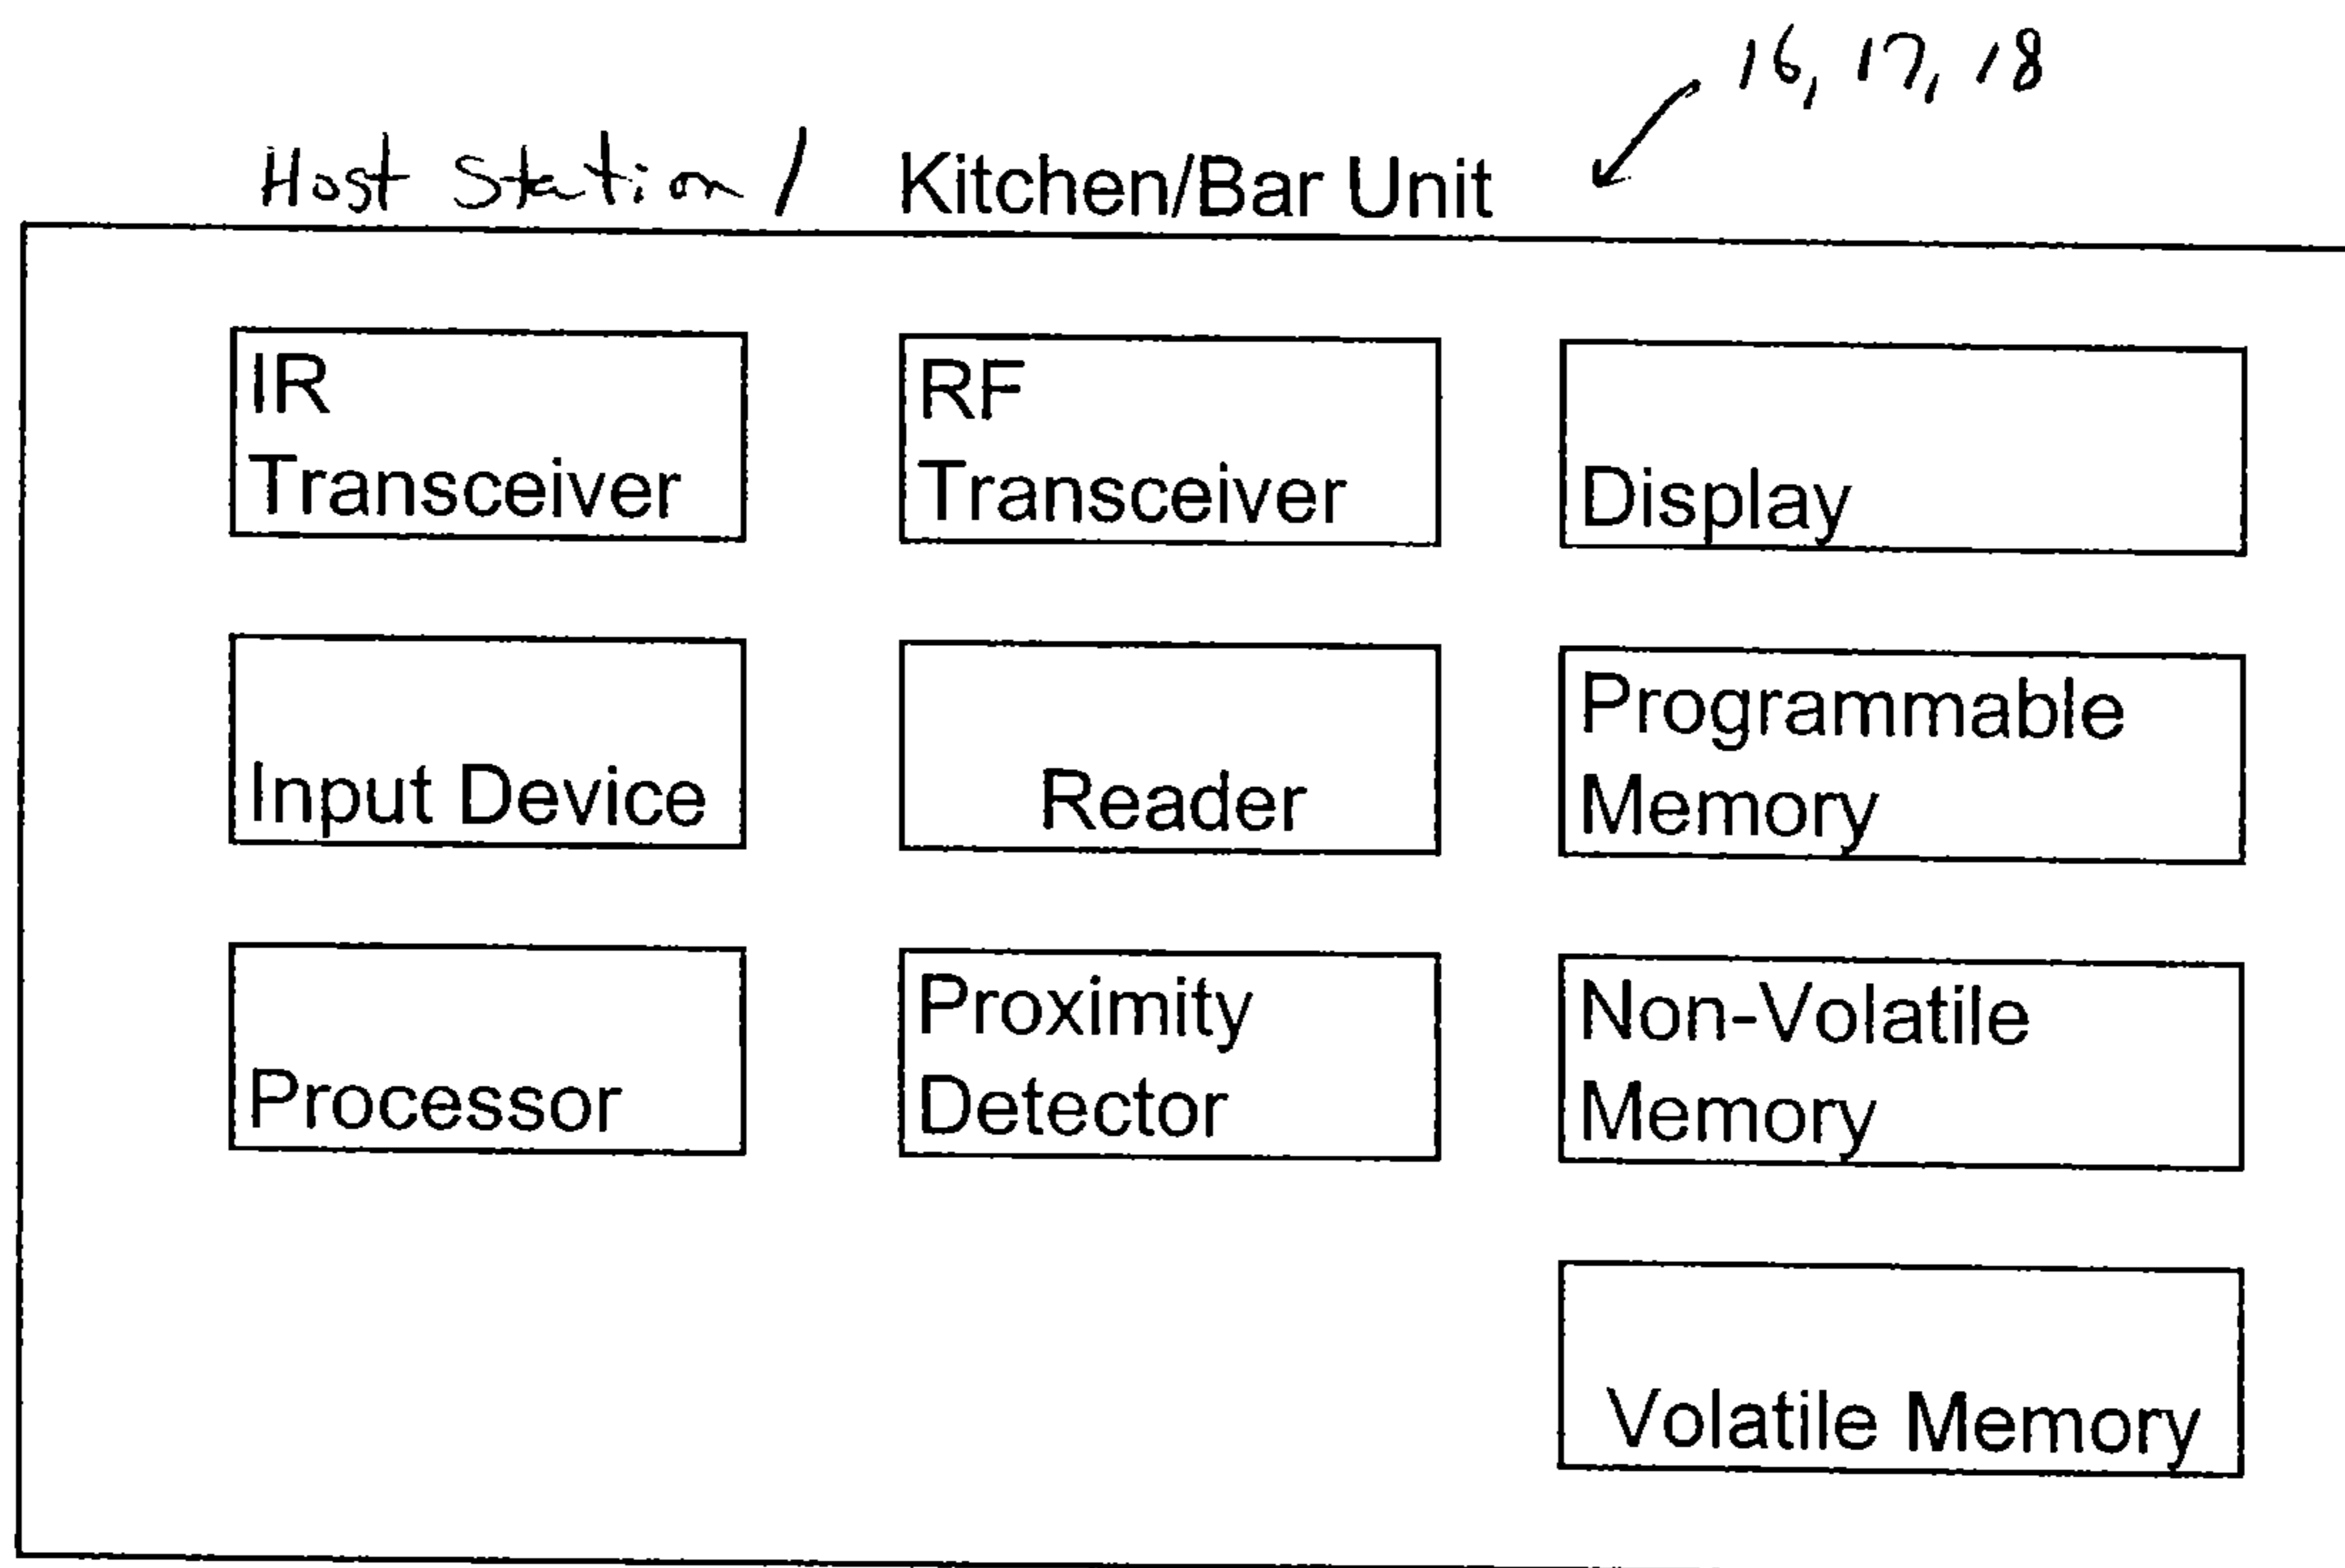 16, 17, 18
Host Station / Kitchen/Bar Unit
IR
Transceiver
RF
Transceiver
Display
Input Device
Reader
Programmable
Memory
Processor
Proximity
Detector
Non-Volatile
Memory
Volatile Memory